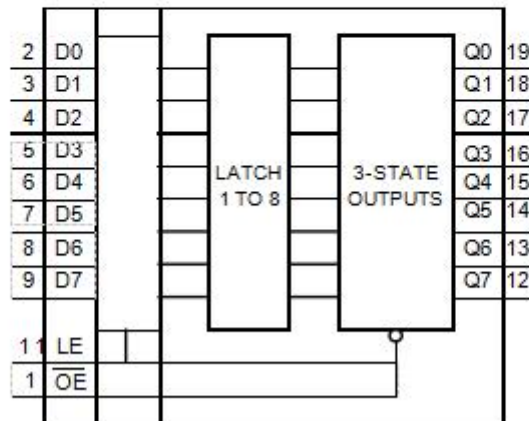 2 D0 Q0 19
3 D1 Q1 18
4 D2 Q2 17
5 D3 Q3 16
6 D4 LATCH 3-STATE Q4 15
7 D5 1 TO 8 OUTPUTS Q5 14
8 D6 Q6 13
9 D7 Q7 12
11 LE
1 O̅E̅